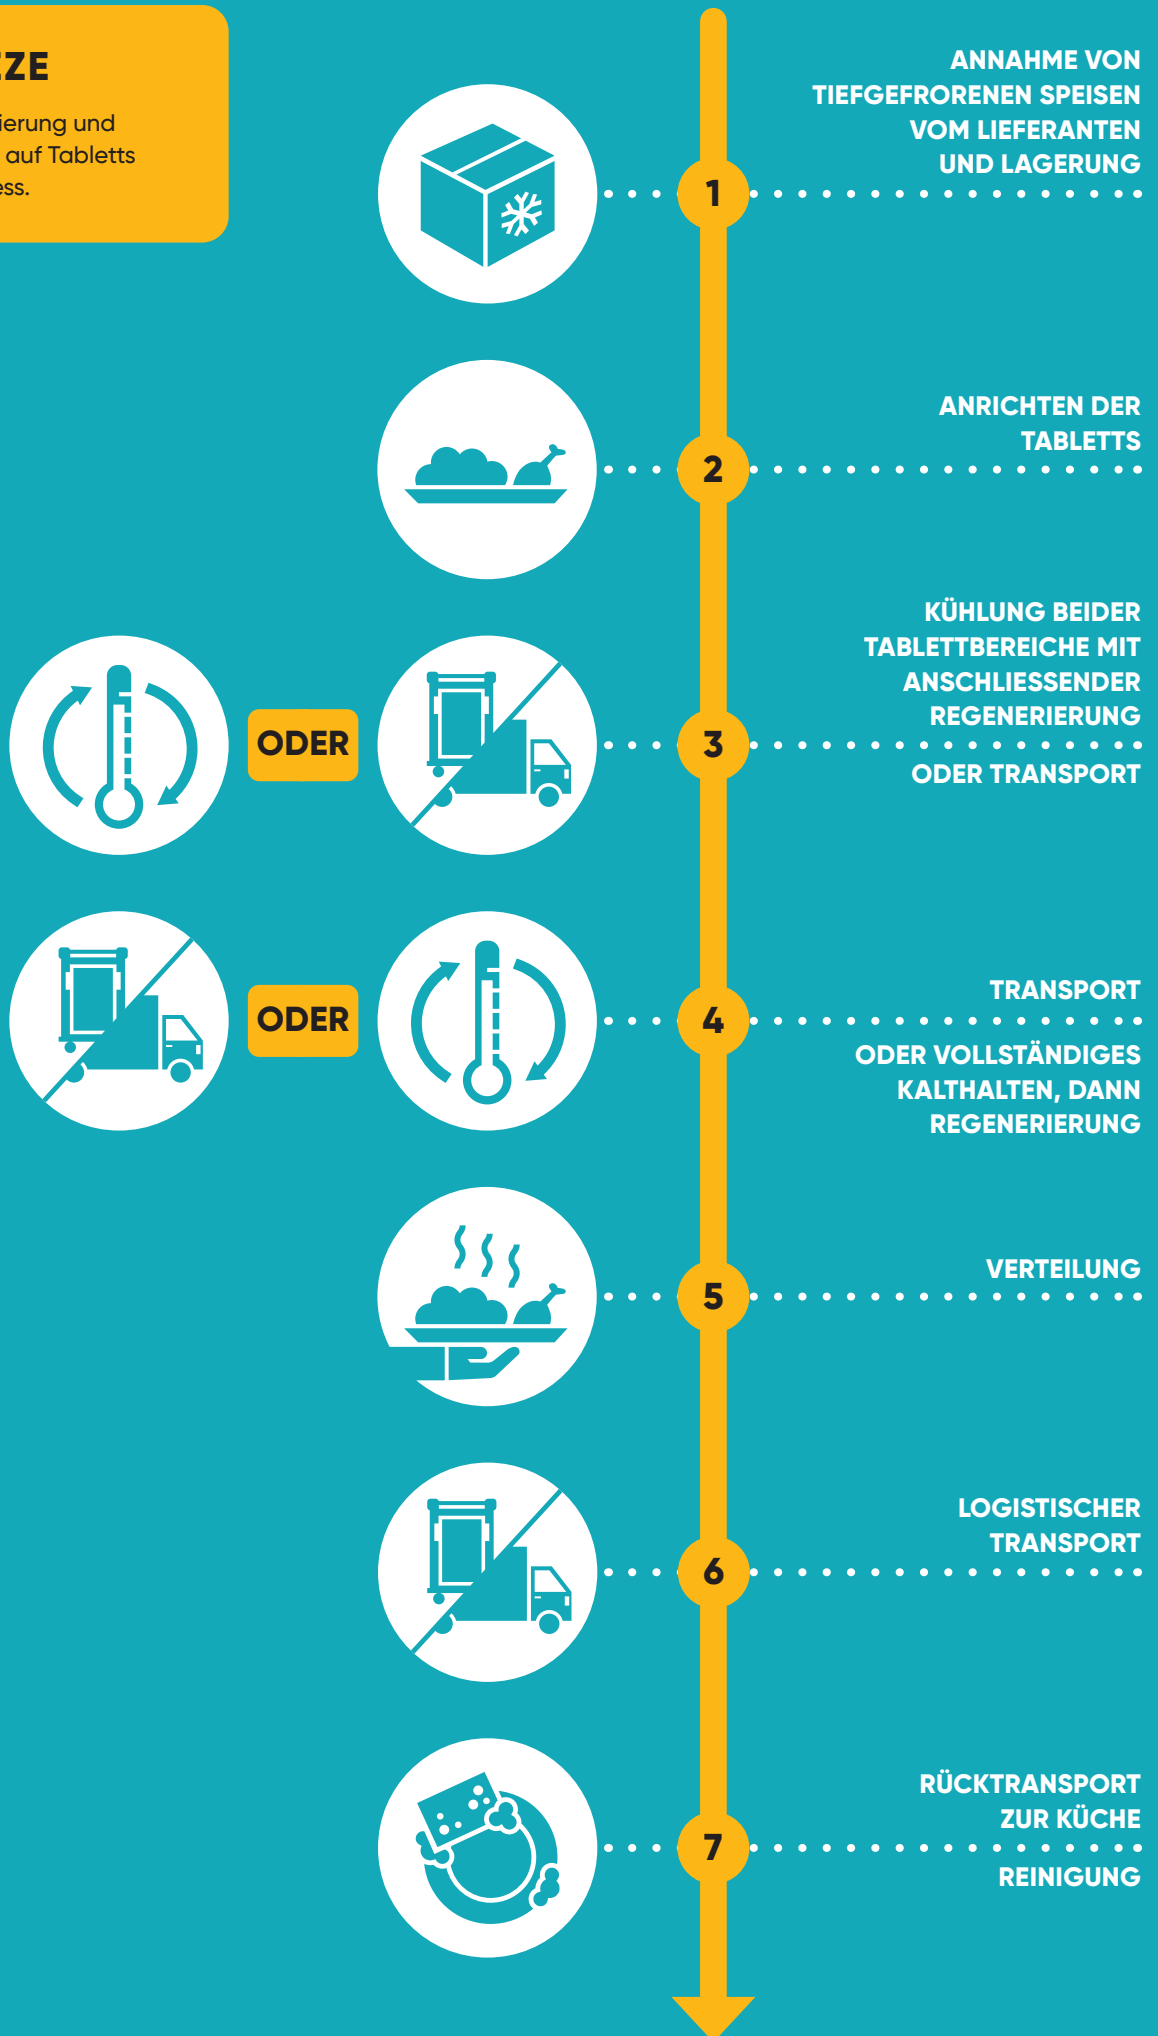 ierung und
auf Tabletts
ANNAHME VON
TIEFGEFRORENEN SPEISEN
VOM LIEFERANTEN
UND LAGERUNG
1
ANRICHTEN DER
TABLETTS
2
KÜHLUNG BEIDER
TABLETTBEREICHE MIT
ANSCHLIESSENDER
REGENERIERUNG
ODER
3
ODER TRANSPORT
TRANSPORT
ODER
4
ODER VOLLSTÄNDIGES
KALTHALTEN, DANN
REGENERIERUNG
VERTEILUNG
5
LOGISTISCHER
TRANSPORT
6
RÜCKTRANSPORT
ZUR KÜCHE
7
REINIGUNG